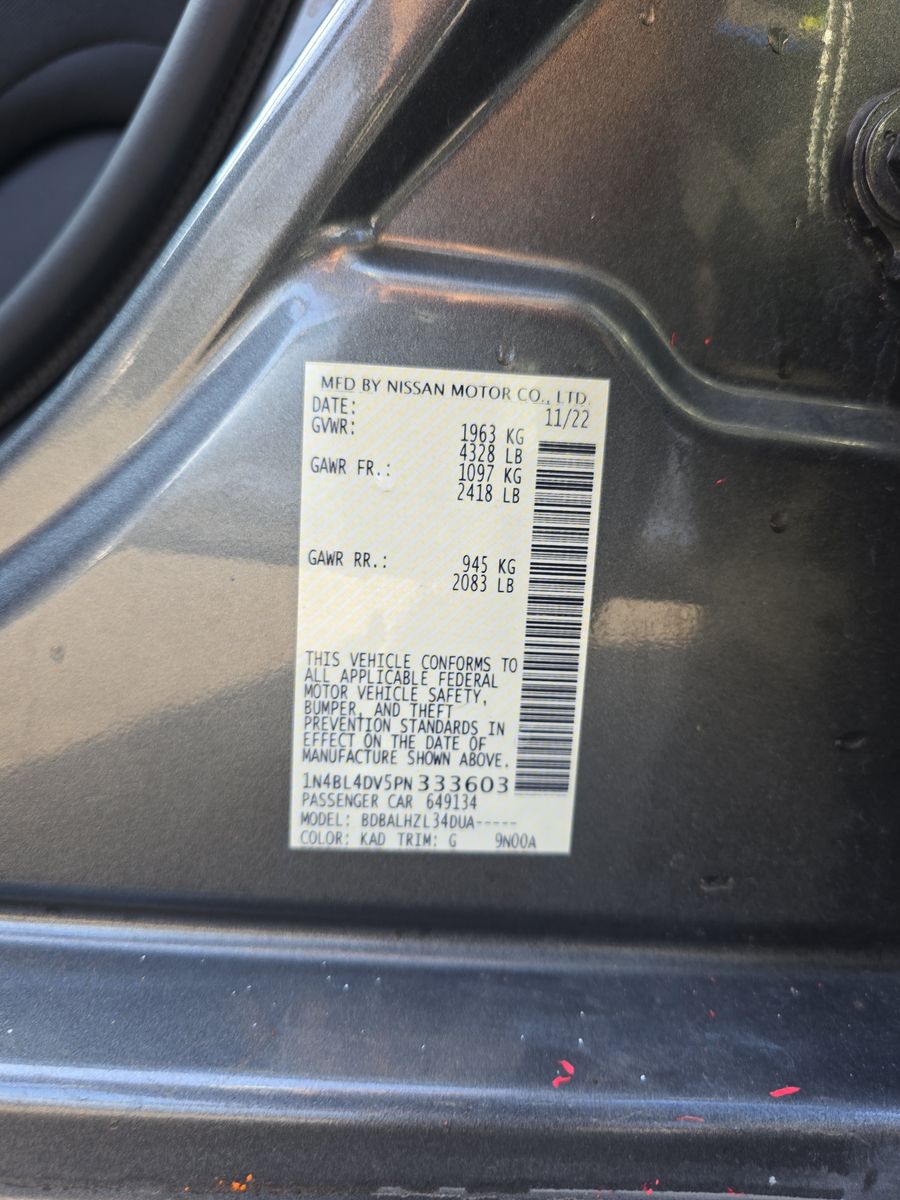 MFD BY NISSAN MOTOR CO., LTD.
DATE: 11/22
GVWR: 1963 KG
4328 LB
GAWR FR.: 1097 KG
2418 LB
GAWR RR.: 945 KG
2083 LB
THIS VEHICLE CONFORMS TO
ALL APPLICABLE FEDERAL
MOTOR VEHICLE SAFETY,
BUMPER, AND THEFT
PREVENTION STANDARDS IN
EFFECT ON THE DATE OF
MANUFACTURE SHOWN ABOVE.
1N4BL4DV5PN333603
PASSENGER CAR 649134
MODEL: BDBALHZL34DUA-----
COLOR: KAD TRIM: G 9N00A